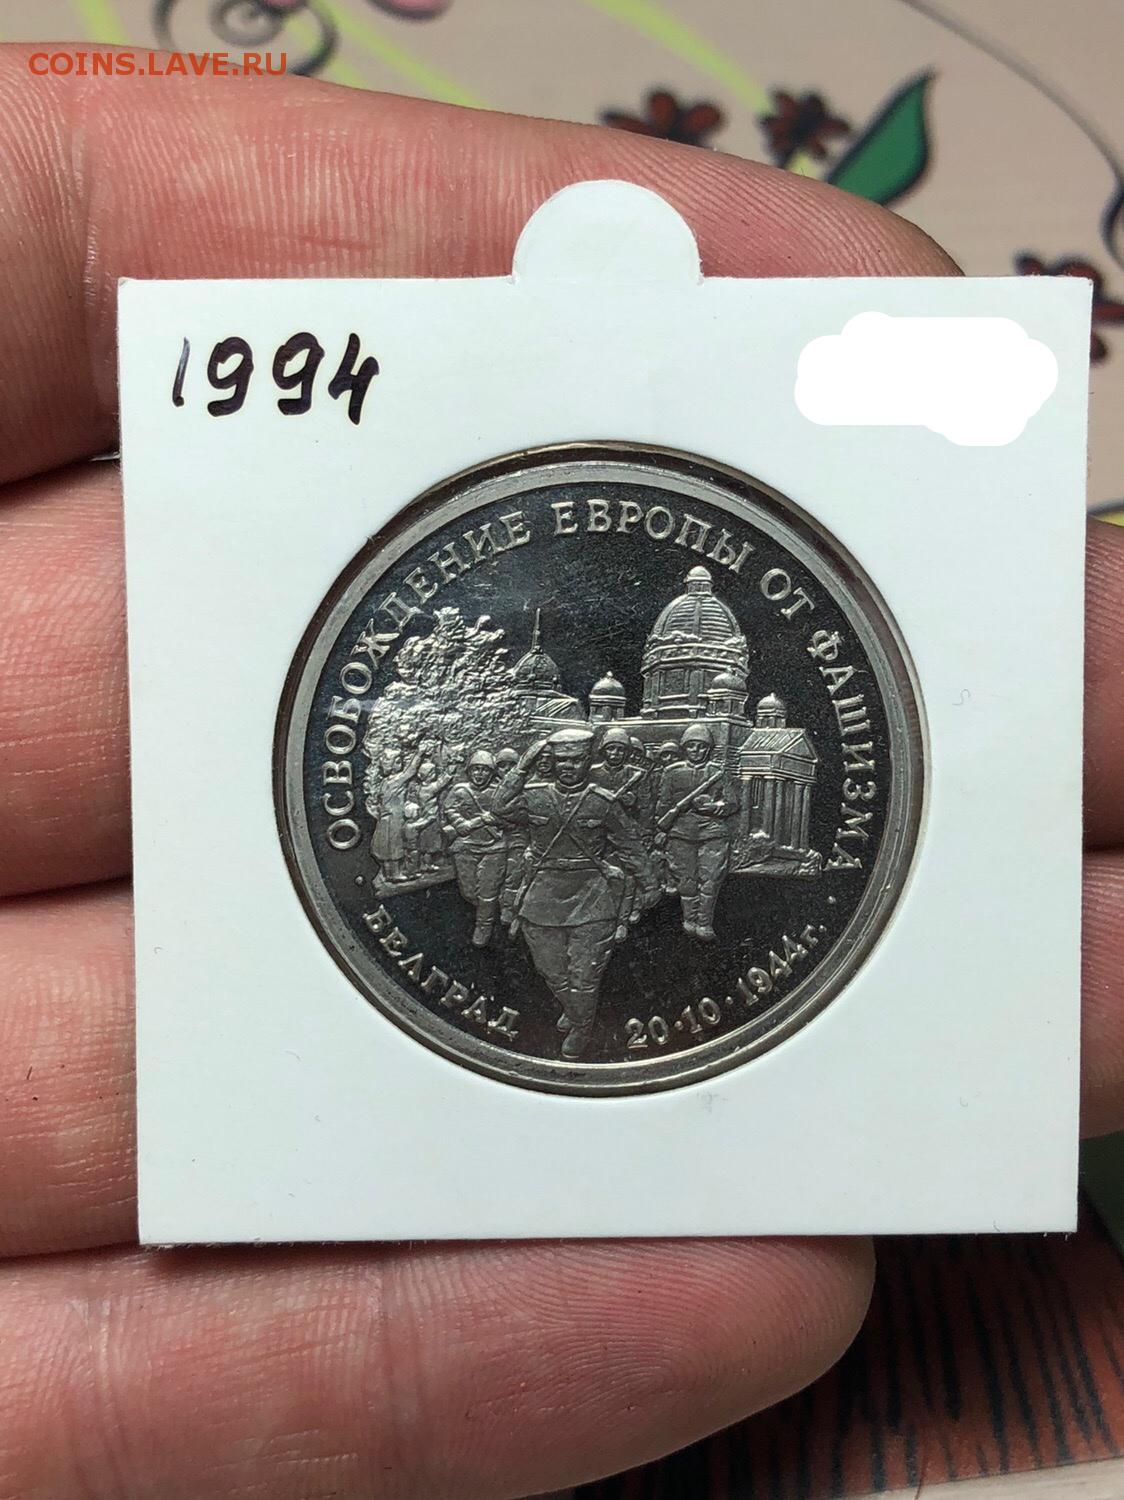 COINS.LAVE.RU
1994
ОСВОБОЖДЕНИЕ ЕВРОПЫ ОТ ФАШИЗМА
· БЕЛГРАД 20·10·1944г. ·